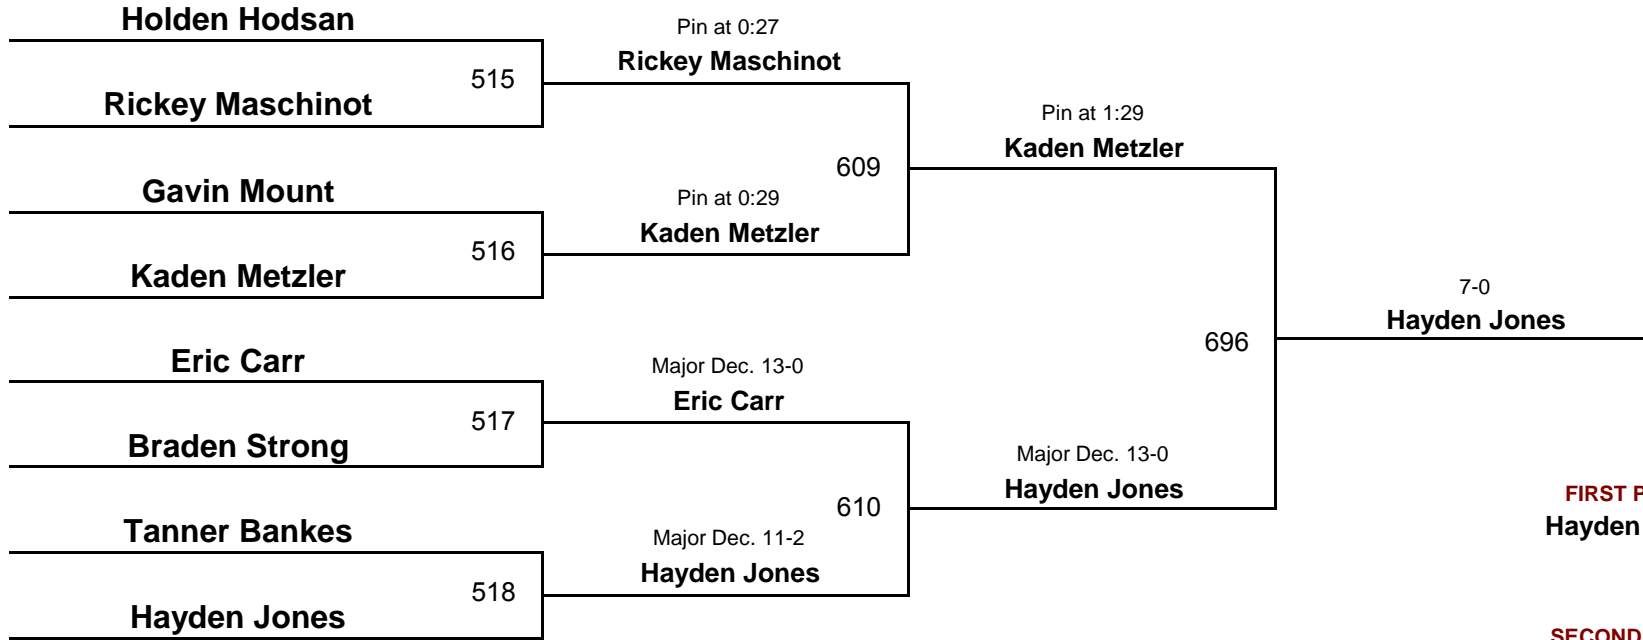 Holden Hodsan
515
Rickey Maschinot
Gavin Mount
516
Kaden Metzler
Eric Carr
517
Braden Strong
Tanner Bankes
518
Hayden Jones
Pin at 0:27
Rickey Maschinot
609
Pin at 0:29
Kaden Metzler
Major Dec. 13-0
Eric Carr
610
Major Dec. 11-2
Hayden Jones
Pin at 1:29
Kaden Metzler
696
Major Dec. 13-0
Hayden Jones
7-0
Hayden Jones
FIRST P
Hayden
SECOND